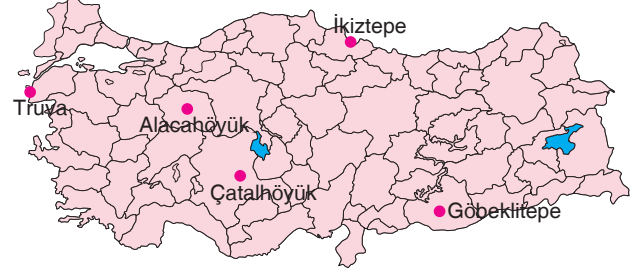 İkiztepe
Truva
Alacahöyük
Çatalhöyük
Göbeklitepe